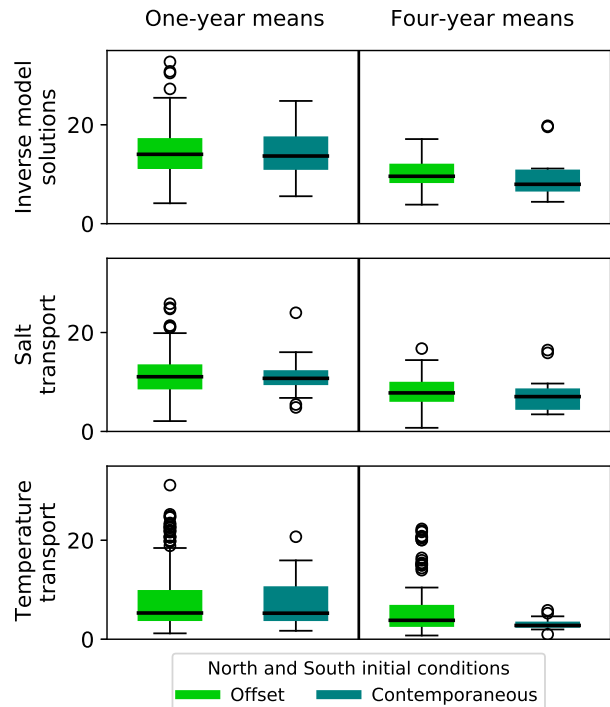 One-year means
Four-year means
Inverse model
solutions
20
0
Salt
transport
20
0
Temperature
transport
20
0
North and South initial conditions
Offset
Contemporaneous